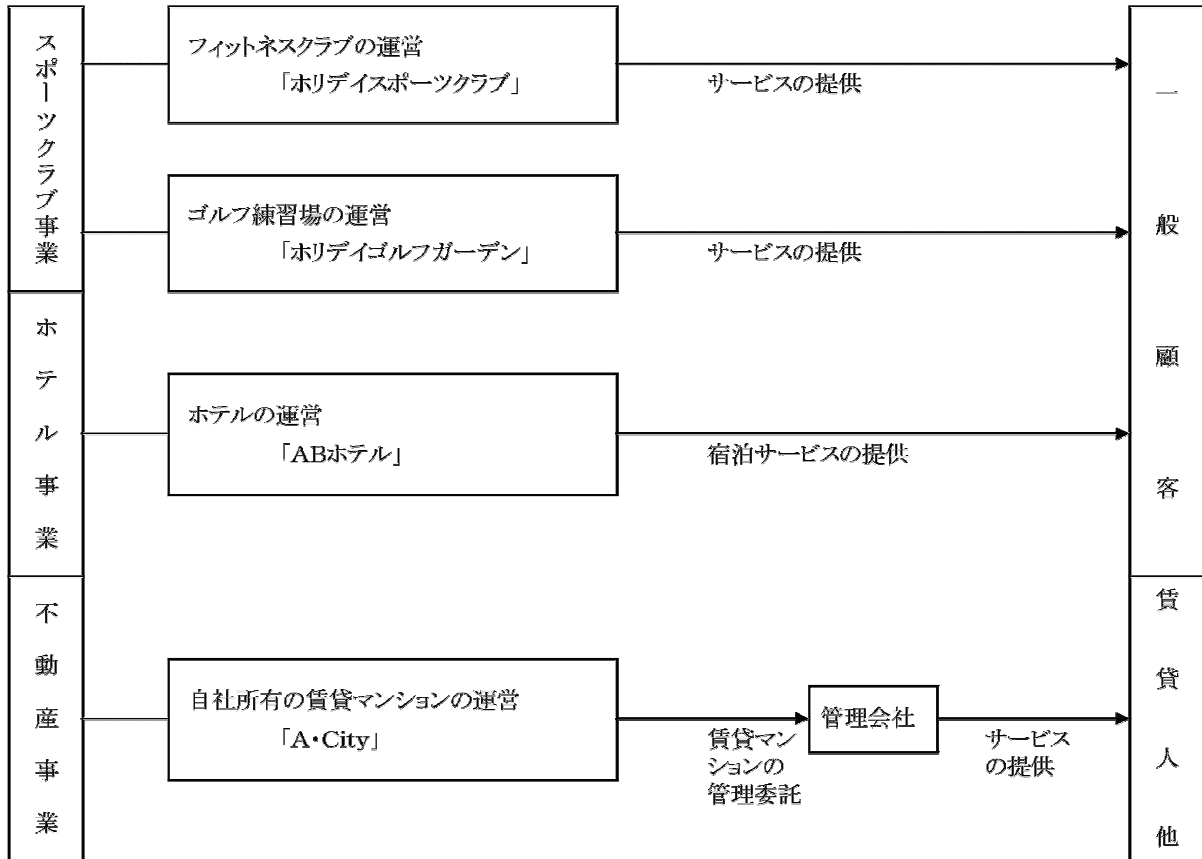 スポーツクラブ事業
フィットネスクラブの運営
「ホリデイスポーツクラブ」
サービスの提供
一般顧客
ゴルフ練習場の運営
「ホリデイゴルフガーデン」
サービスの提供
ホテル事業
ホテルの運営
「ABホテル」
宿泊サービスの提供
不動産事業
自社所有の賃貸マンションの運営
「A・City」
賃貸マン
ションの
管理委託
管理会社
サービス
の提供
賃貸人他